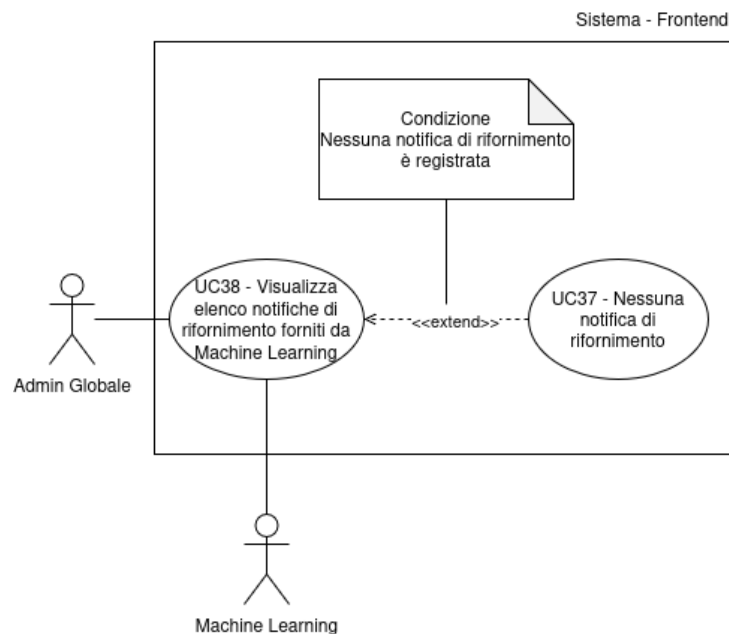 Sistema - Frontend
Condizione
Nessuna notifica di rifornimento
è registrata
UC38 - Visualizza
elenco notifiche di
rifornimento forniti da
Machine Learning
<<extend>>
UC37 - Nessuna
notifica di
rifornimento
Admin Globale
Machine Learning